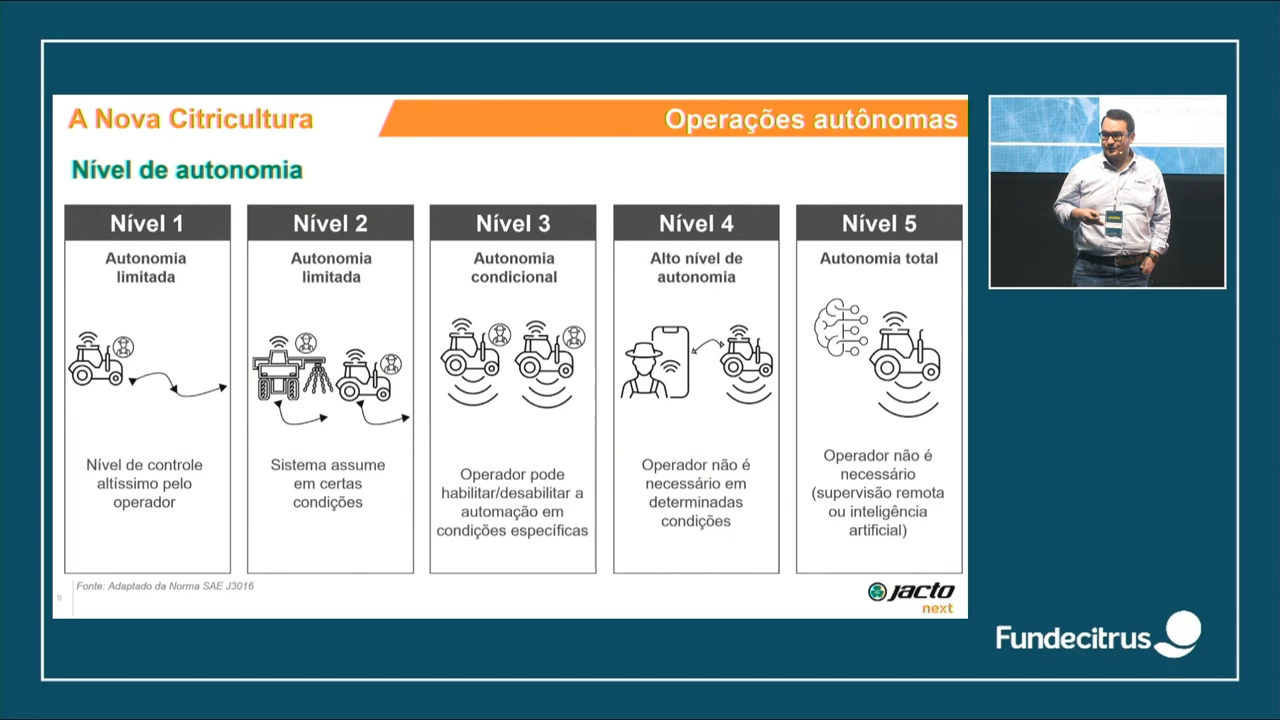 A Nova Citricultura
Operações autônomas
Nível de autonomia
Nível 1
Autonomia
limitada
Nível de controle
altíssimo pelo
operador
Nível 2
Autonomia
limitada
Sistema assume
em certas
condições
Nível 3
Autonomia
condicional
Operador pode
habilitar/desabilitar a
automação em
condições específicas
Nível 4
Alto nível de
autonomia
Operador não é
necessário em
determinadas
condições
Nível 5
Autonomia total
Operador não é
necessário
(supervisão remota
ou inteligência
artificial)
Fonte: Adaptado da Norma SAE J3016
9
jacto
next
Fundecitrus